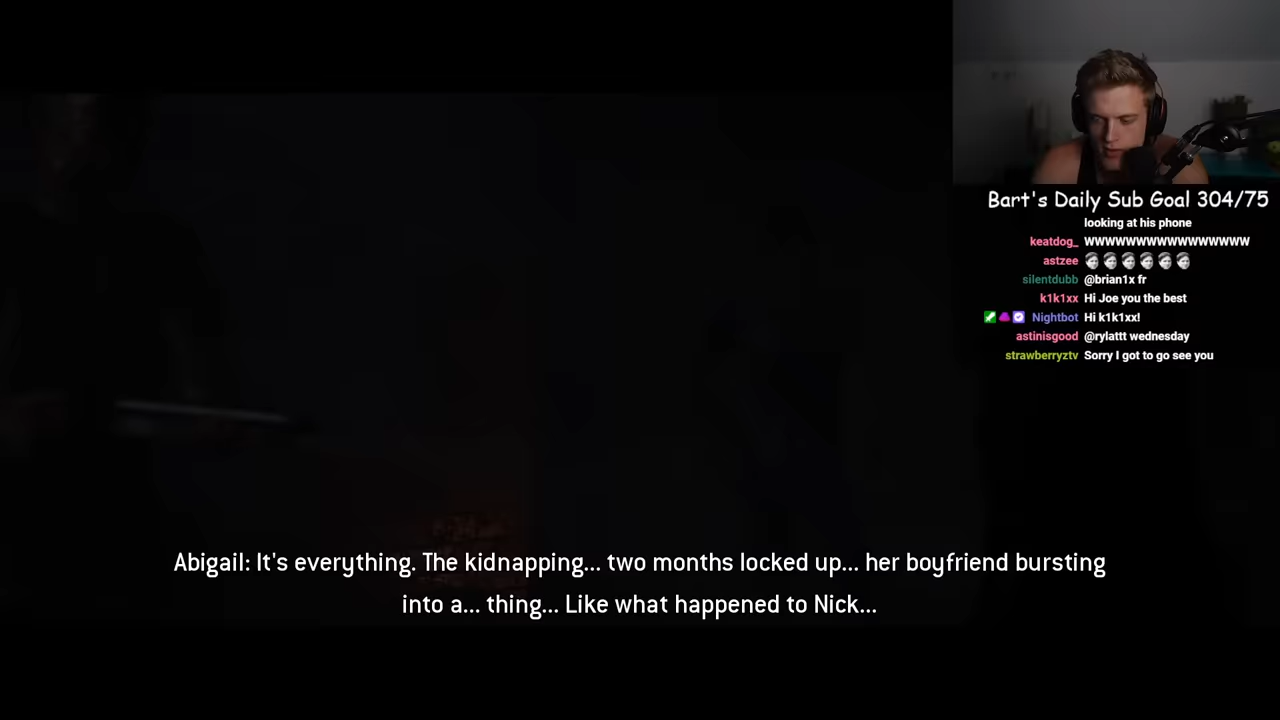 Bart's Daily Sub Goal 304/75
looking at his phone
keatdog_ WWWWWWWWWWWWWWWW
astzee
silentdubb @brian1x fr
k1k1xx Hi Joe you the best
Nightbot Hi k1k1xx!
astinisgood @rylattt wednesday
strawberryztv Sorry I got to go see you
Abigail: It's everything. The kidnapping... two months locked up... her boyfriend bursting
into a... thing... Like what happened to Nick...